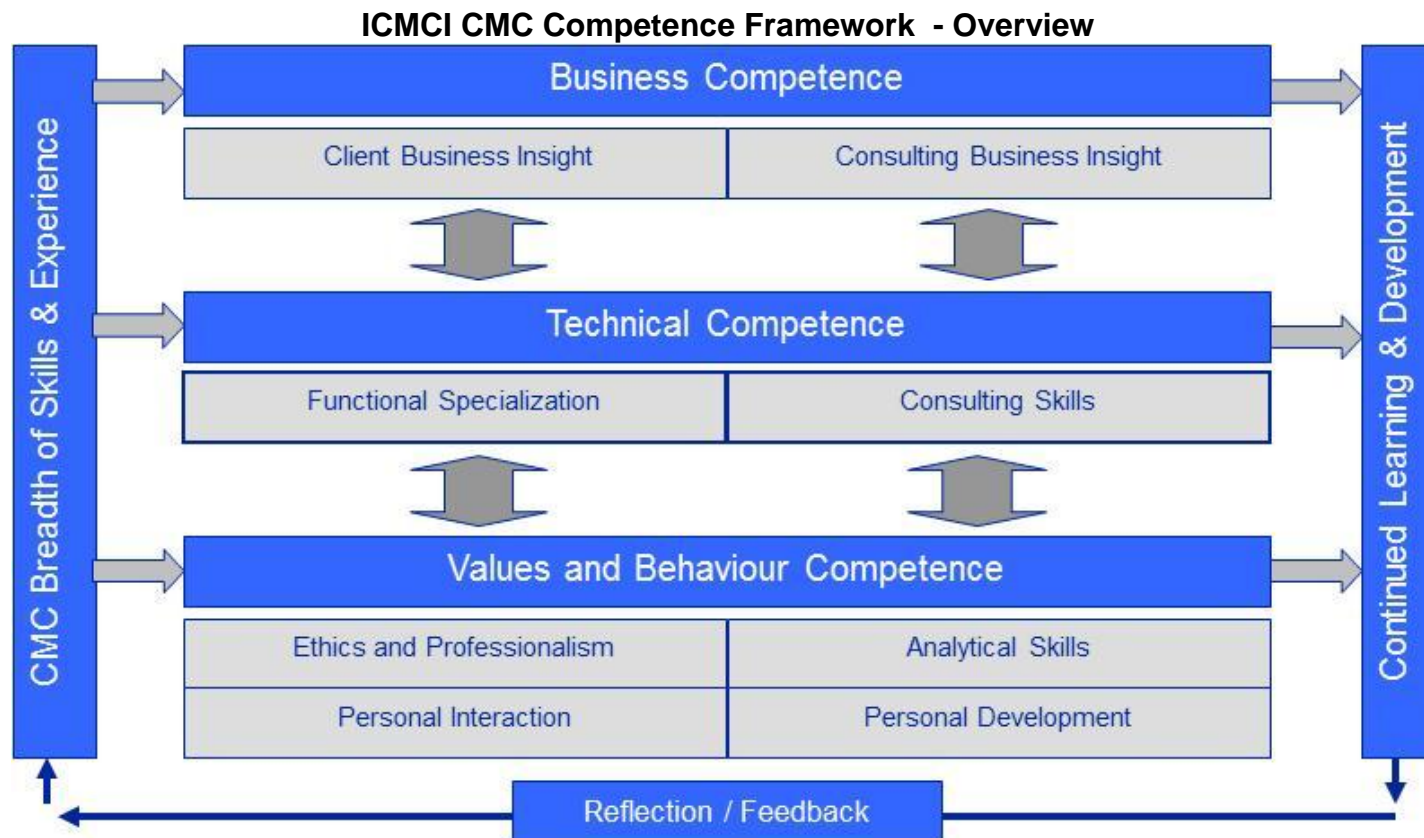 ICMCI CMC Competence Framework - Overview
CMC Breadth of Skills & Experience
Business Competence
Client Business Insight
Consulting Business Insight
Technical Competence
Functional Specialization
Consulting Skills
Values and Behaviour Competence
Ethics and Professionalism
Analytical Skills
Personal Interaction
Personal Development
Continued Learning & Development
Reflection / Feedback